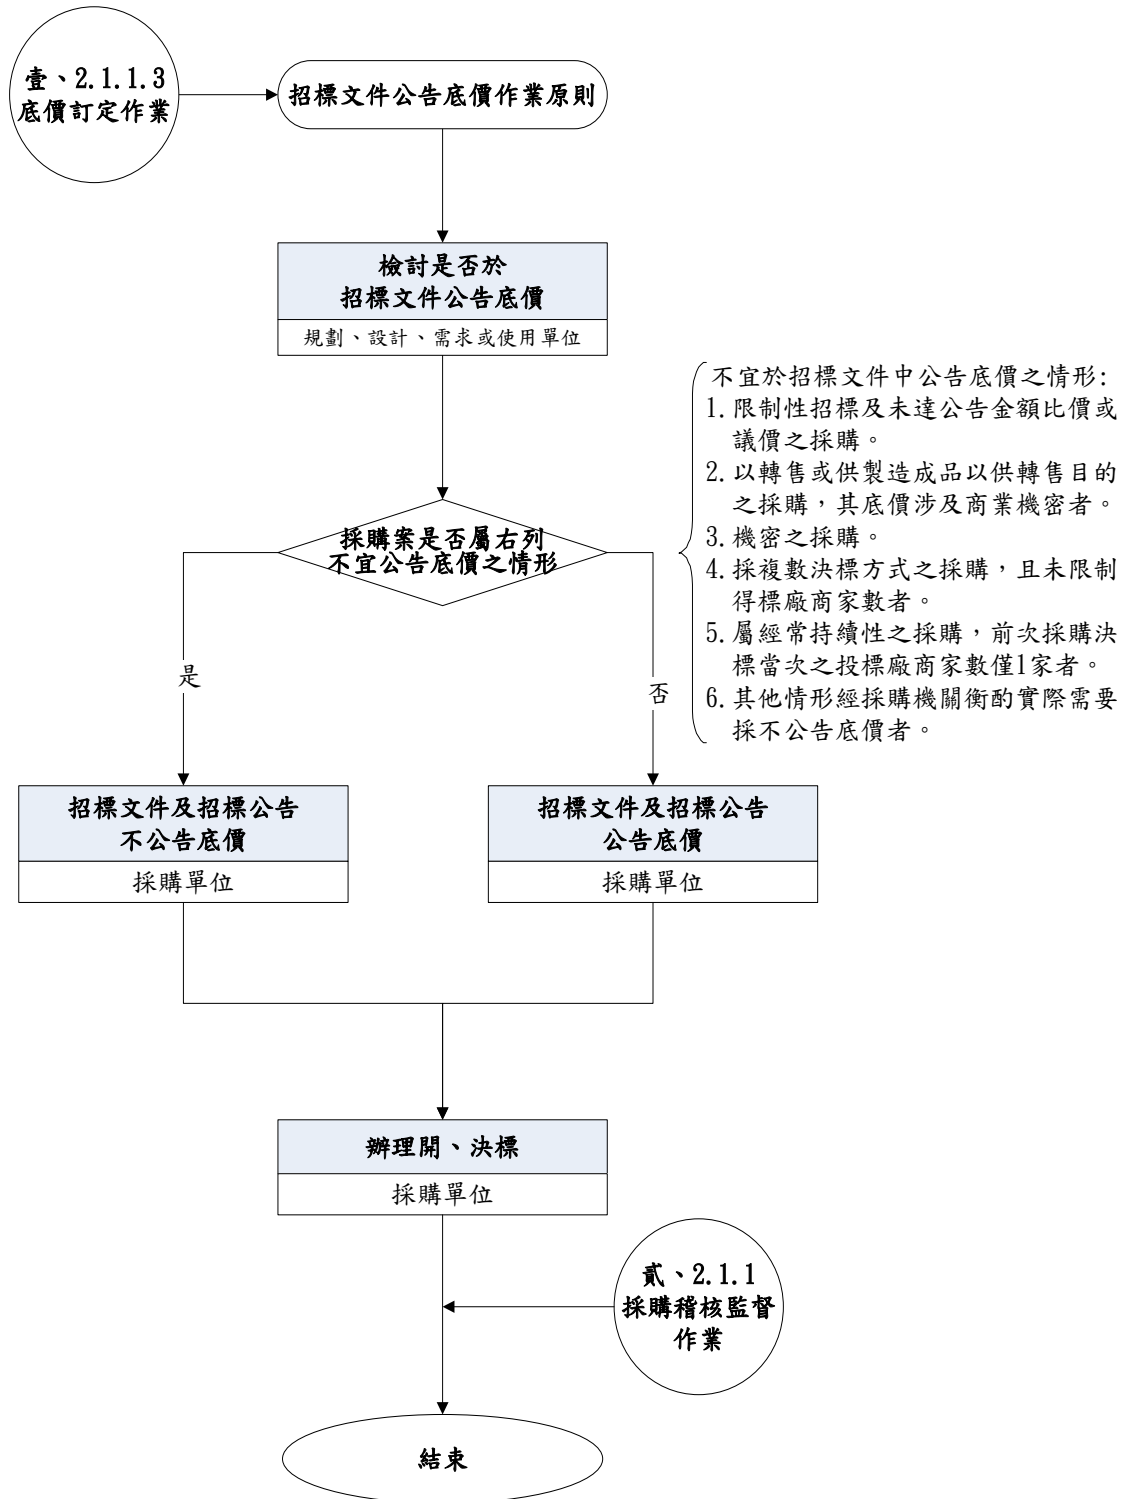 壹、2.1.1.3
底價訂定作業
招標文件公告底價作業原則
檢討是否於
招標文件公告底價
規劃、設計、需求或使用單位
採購案是否屬右列
不宜公告底價之情形
不宜於招標文件中公告底價之情形:
1.限制性招標及未達公告金額比價或
議價之採購。
2.以轉售或供製造成品以供轉售目的
之採購，其底價涉及商業機密者。
3.機密之採購。
4.採複數決標方式之採購，且未限制
得標廠商家數者。
5.屬經常持續性之採購，前次採購決
標當次之投標廠商家數僅1家者。
6.其他情形經採購機關衡酌實際需要
採不公告底價者。
是
否
招標文件及招標公告
不公告底價
採購單位
招標文件及招標公告
公告底價
採購單位
辦理開、決標
採購單位
貳、2.1.1
採購稽核監督
作業
結束